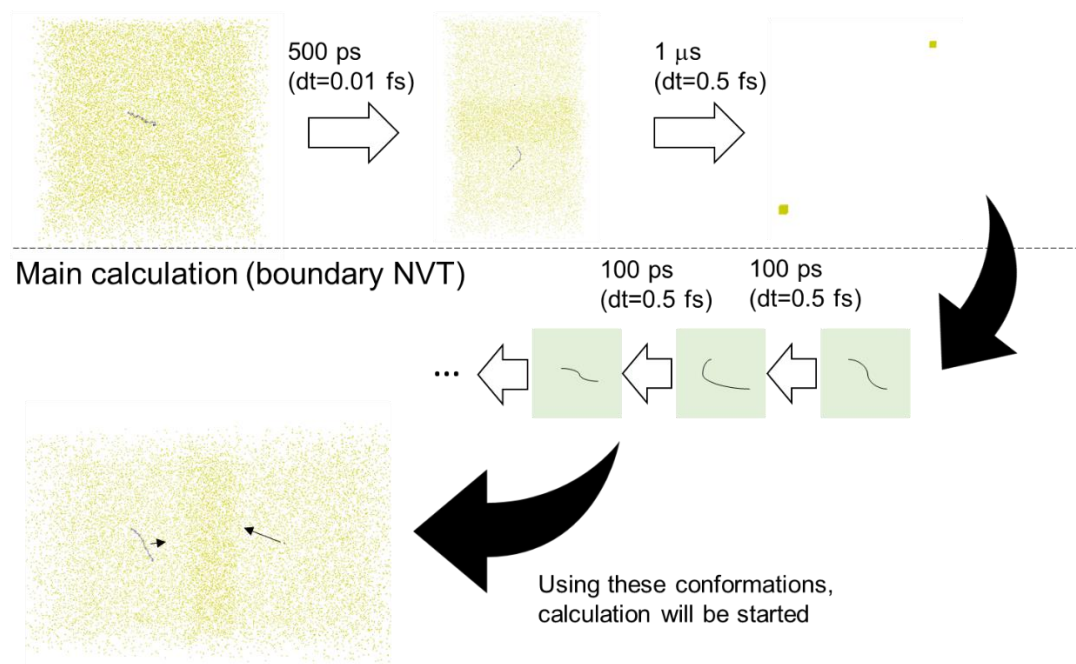 500 ps
(dt=0.01 fs)
1 μs
(dt=0.5 fs)
Main calculation (boundary NVT)
100 ps
(dt=0.5 fs)
100 ps
(dt=0.5 fs)
...
Using these conformations,
calculation will be started